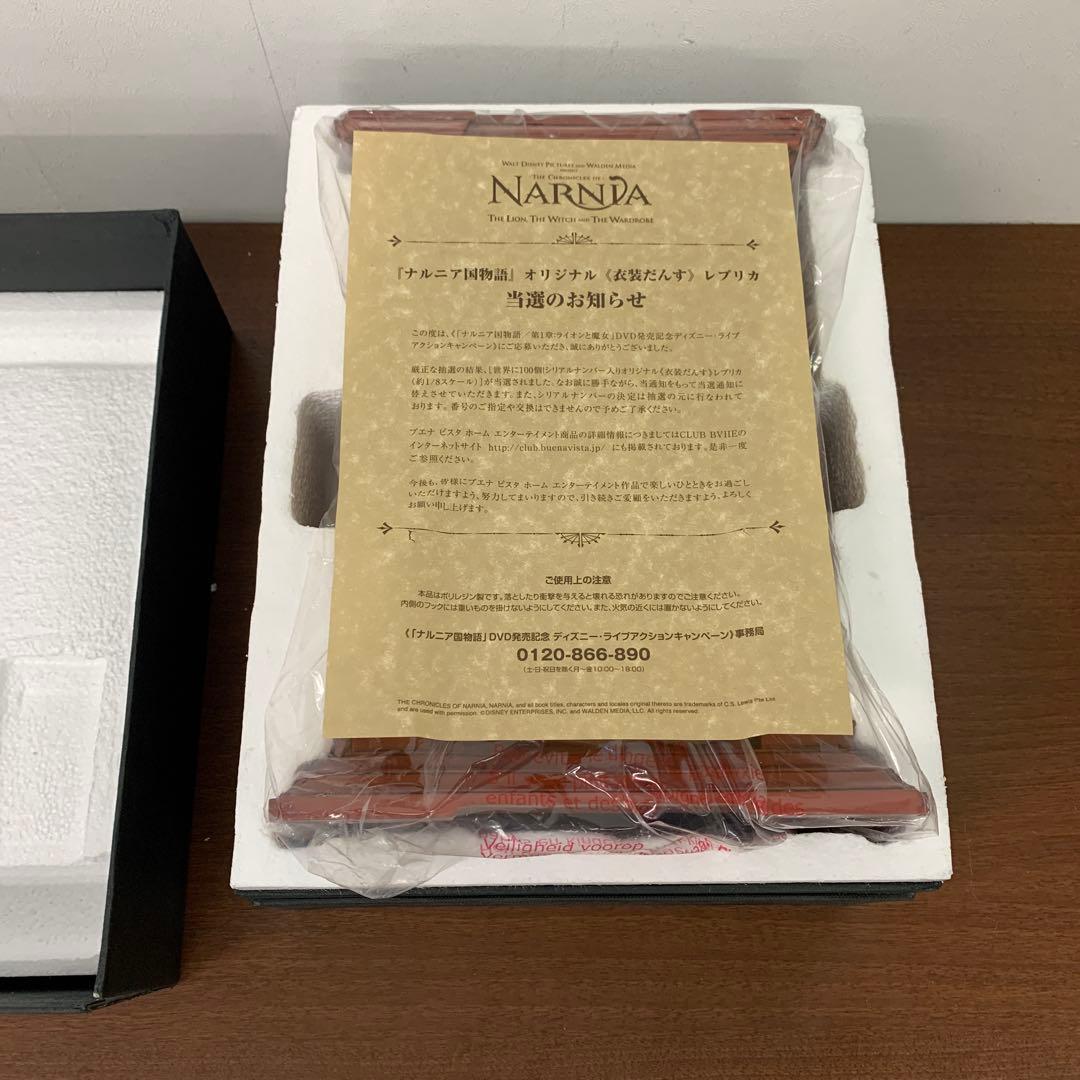 WALT DISNEY PICTURES AND WALDEN MEDIA
PRESENT
THE CHRONICLES OF
NARNIA
THE LION, THE WITCH AND THE WARDROBE
『ナルニア国物語』オリジナル《衣装だんす》レプリカ
当選のお知らせ
この度は、《「ナルニア国物語／第1章:ライオンと魔女」DVD発売記念ディズニー・ライブ
アクションキャンペーン》にご応募いただき、誠にありがとうございました。
厳正な抽選の結果、[世界に100個!シリアルナンバー入りオリジナル《衣装だんす》レプリカ
(約1/8スケール)]が当選されました。なお誠に勝手ながら、当通知をもって当選通知に
替えさせていただきます。また、シリアルナンバーの決定は抽選の元に行なわれて
おります。番号のご指定や交換はできませんので予めご了承ください。
ブエナ ビスタ ホーム エンターテイメント商品の詳細情報につきましてはCLUB BVHEの
インターネットサイト http://club.buenavista.jp/ にも掲載されております。是非一度
ご参照ください。
今後も、皆様にブエナ ビスタ ホーム エンターテイメント作品で楽しいひとときをお過ごし
いただけますよう、努力してまいりますので、引き続きご愛顧をいただきますよう、よろしく
お願い申し上げます。
ご使用上の注意
本品はポリレジン製です。落としたり衝撃を与えると壊れる恐れがありますのでご注意ください。
内側のフックには重いものを掛けないようにしてください。また、火気の近くには置かないようにしてください。
《「ナルニア国物語」DVD発売記念 ディズニー・ライブアクションキャンペーン》事務局
0120-866-890
(土・日・祝日を除く月〜金10:00〜18:00)
THE CHRONICLES OF NARNIA, NARNIA, and all book titles, characters and locales original thereto are trademarks of C.S. Lewis Pte Ltd.
and are used with permission. ©DISNEY ENTERPRISES, INC. and WALDEN MEDIA, LLC. All rights reserved.
enfants et des
Veiligheid voorop